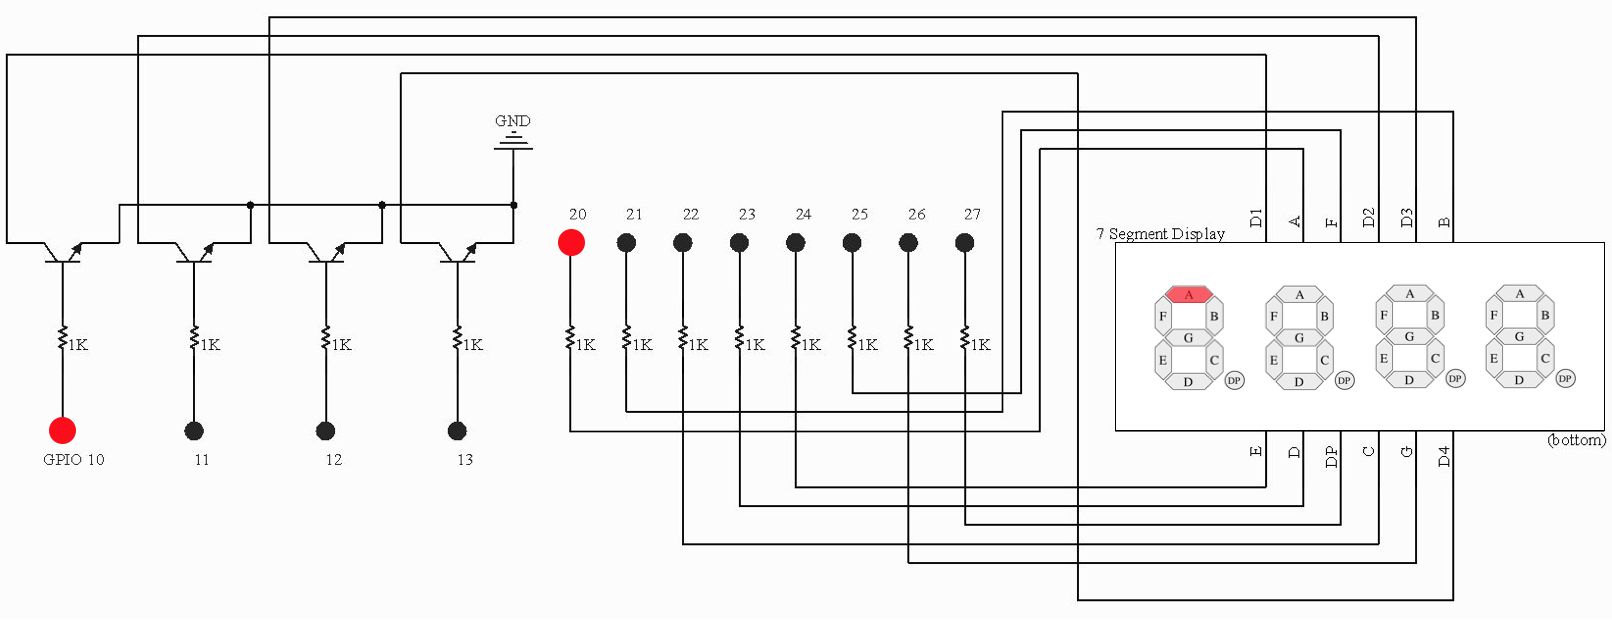 GND
20 21 22 23 24 25 26 27
D1 A F D2 D3 B
7 Segment Display
A A A A
F B F B F B F B
G G G G
1K 1K 1K 1K 1K 1K 1K 1K 1K 1K 1K 1K
E C E C E C E C
D DP D DP D DP D DP
(bottom)
E D DP C G D4
GPIO 10 11 12 13